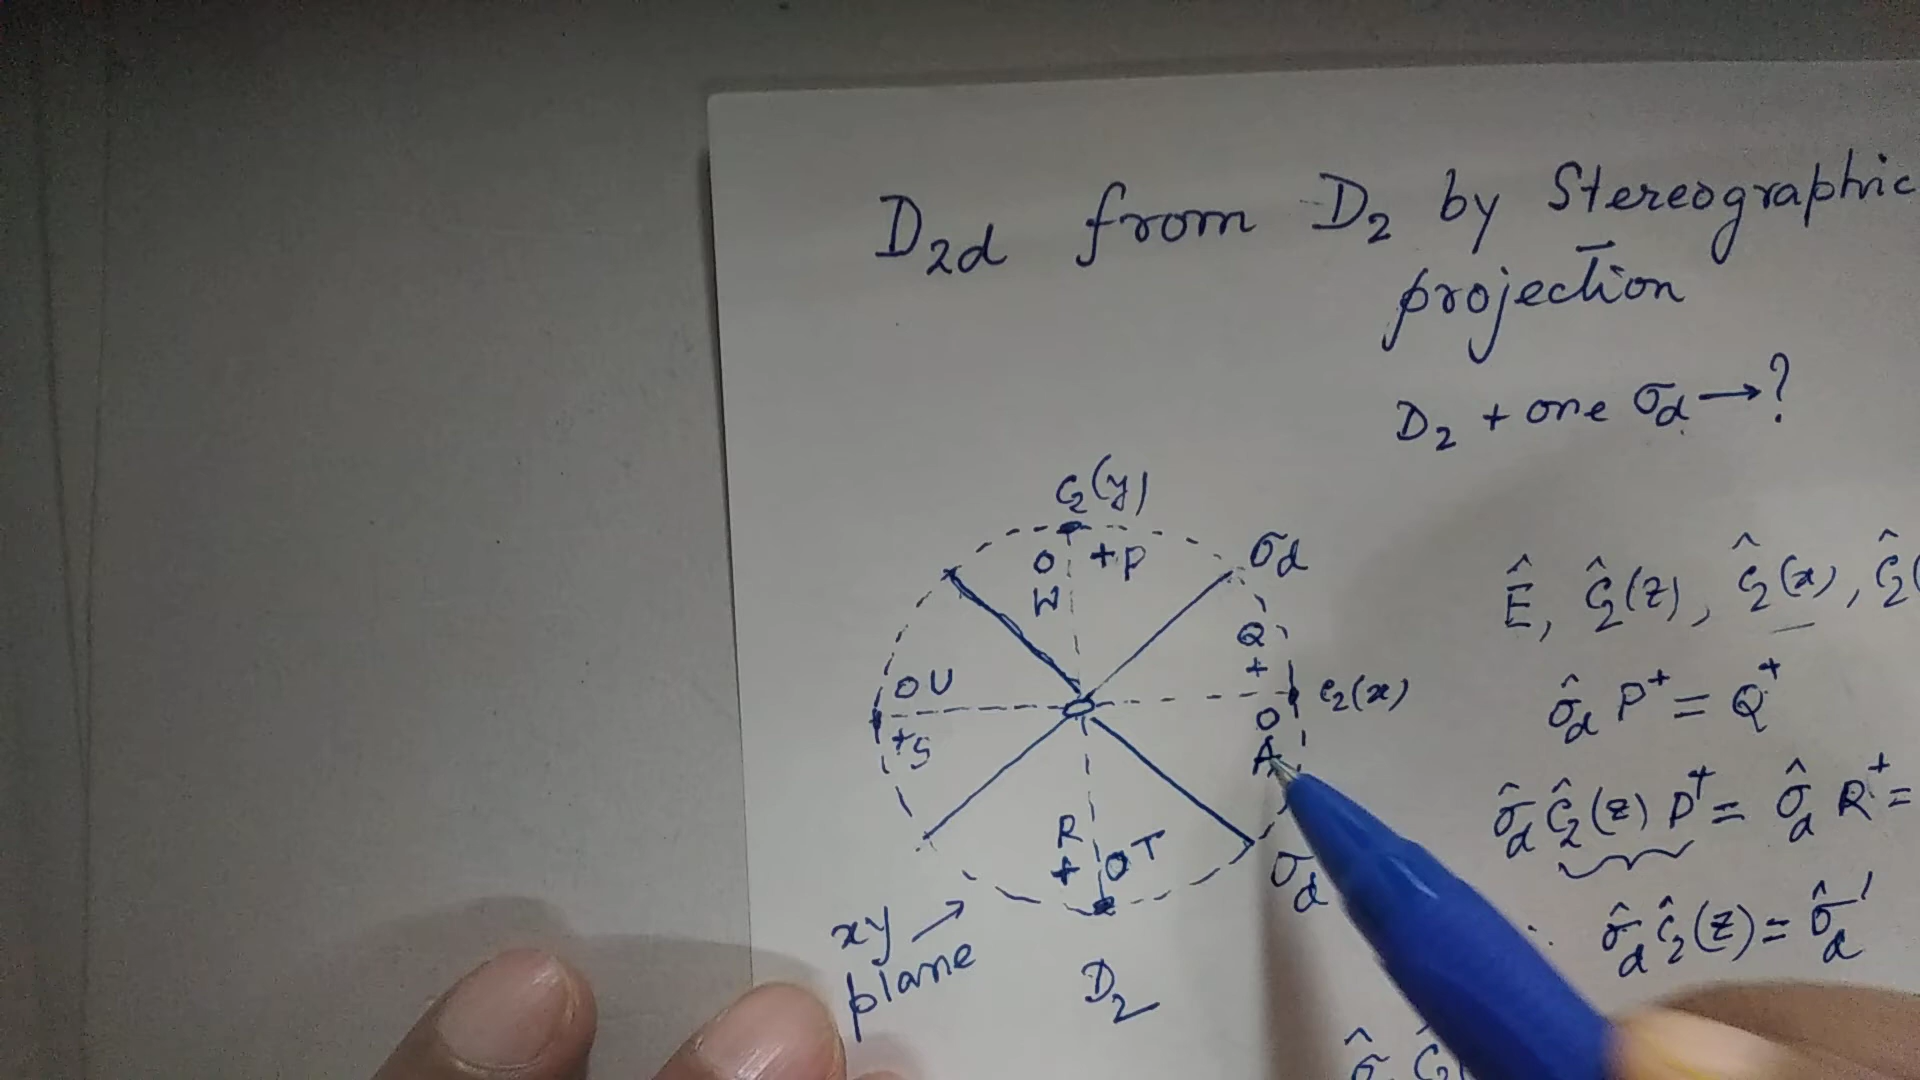 D2d from D2 by Stereographic
projection
D2 + one σd → ?
C2(y)
o +P
W
σd
Q
+
o U
C2(x)
+S
o
A
R
+ o T
σd
xy →
plane
D2
Ê, Ĉ2(z), Ĉ2(x), Ĉ2(
σ̂d P⁺ = Q⁺
σ̂d Ĉ2(z) P⁺ = σ̂d R⁺ =
∴ σ̂d Ĉ2(z) = σ̂d′